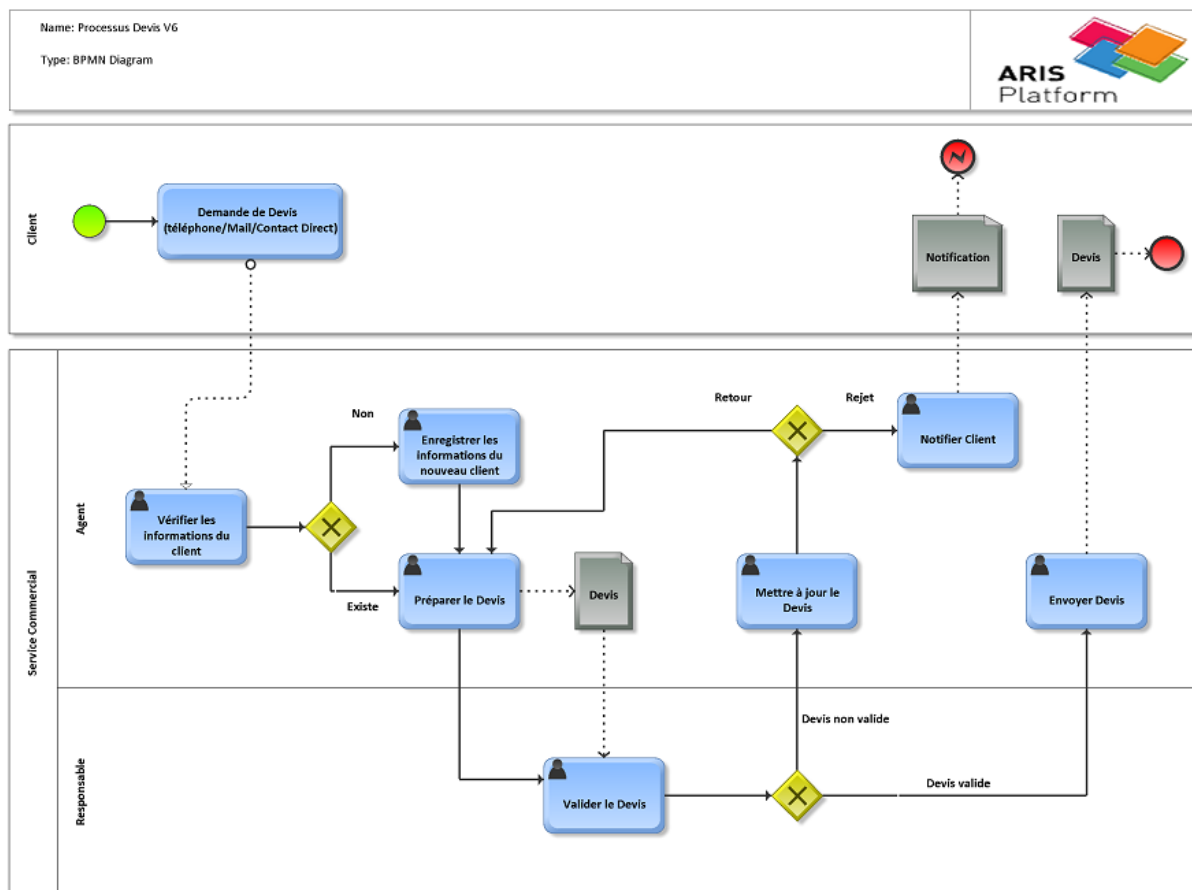 Name: Processus Devis V6
Type: BPMN Diagram
ARIS
Platform
Client
Demande de Devis
(téléphone/Mail/Contact Direct)
Notification
Devis
Service Commercial
Agent
Non
Retour
Rejet
Enregistrer les
informations du
nouveau client
Notifier Client
Vérifier les
informations du
client
Existe
Préparer le Devis
Devis
Mettre à jour le
Devis
Envoyer Devis
Responsable
Devis non valide
Devis valide
Valider le Devis